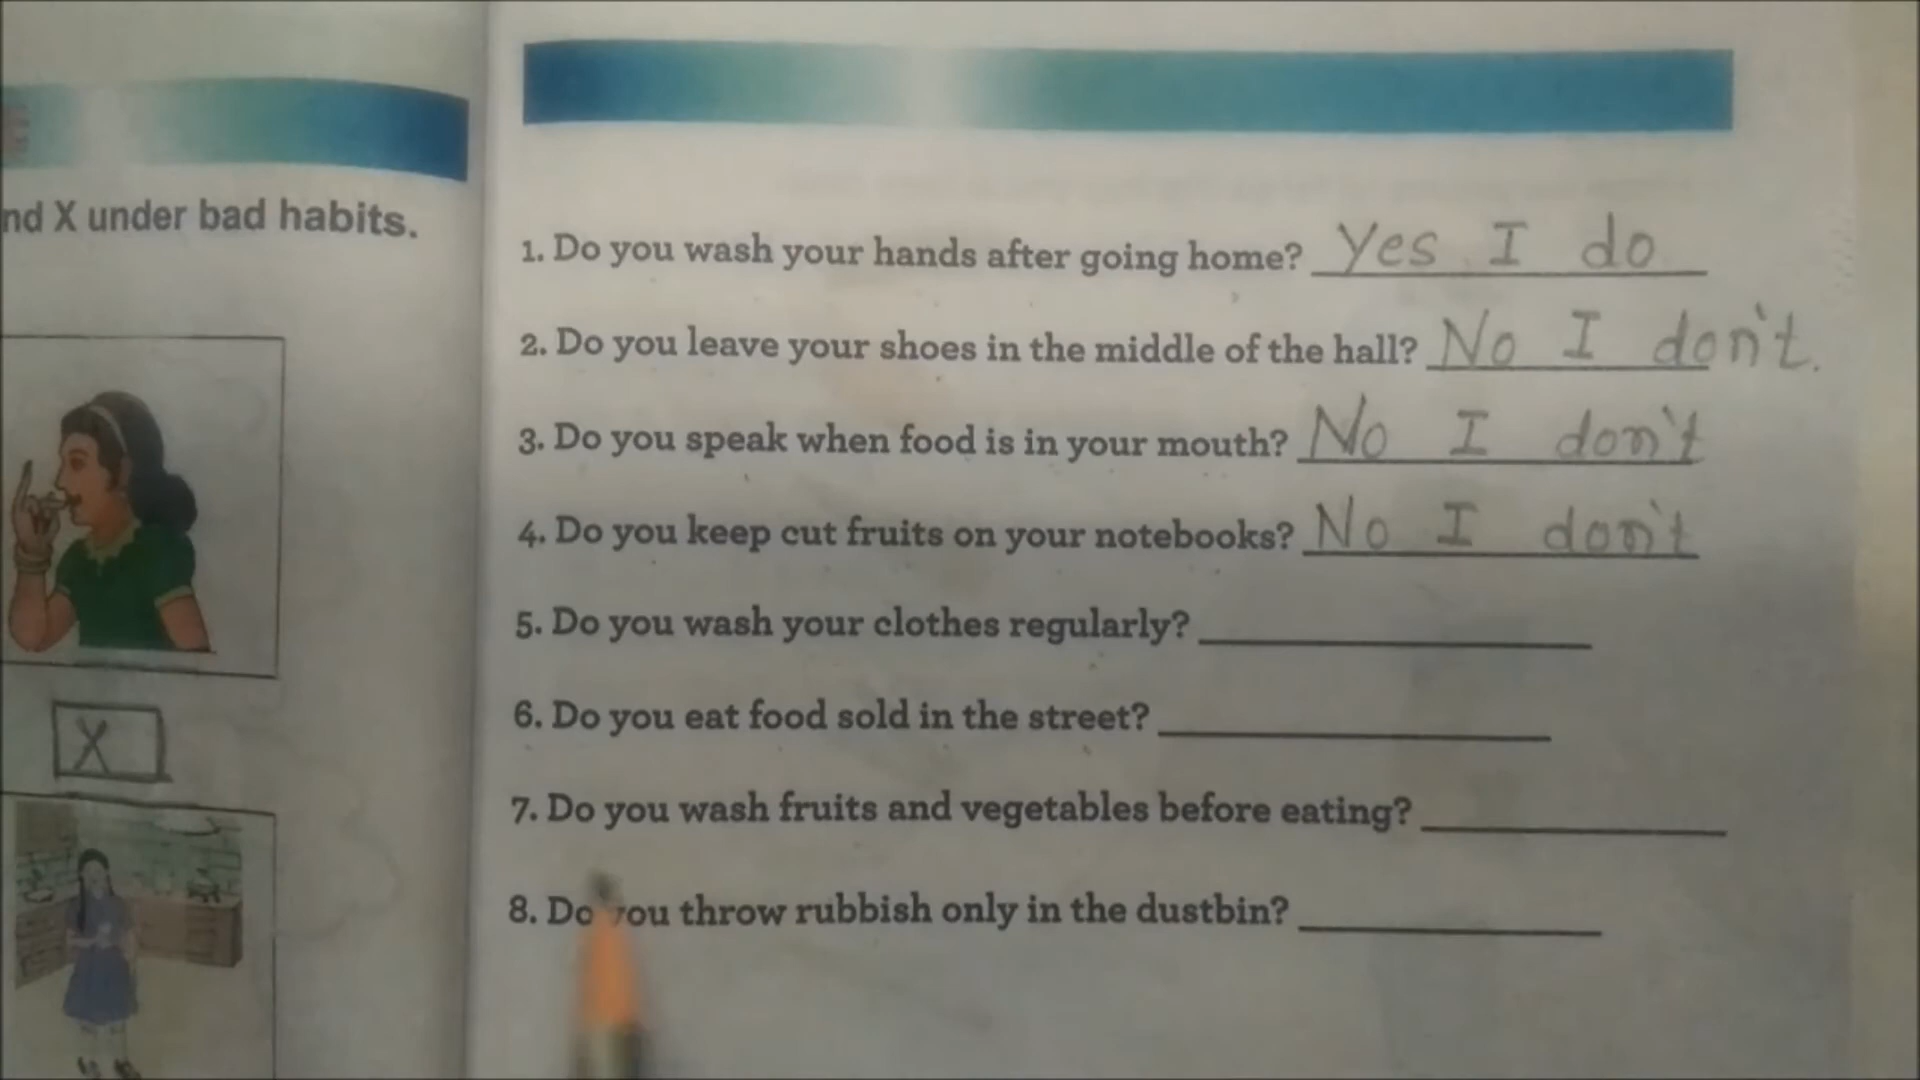 nd X under bad habits.
X
1. Do you wash your hands after going home? Yes I do
2. Do you leave your shoes in the middle of the hall? No I don't.
3. Do you speak when food is in your mouth? No I don't
4. Do you keep cut fruits on your notebooks? No I don't
5. Do you wash your clothes regularly?
6. Do you eat food sold in the street?
7. Do you wash fruits and vegetables before eating?
8. Do you throw rubbish only in the dustbin?